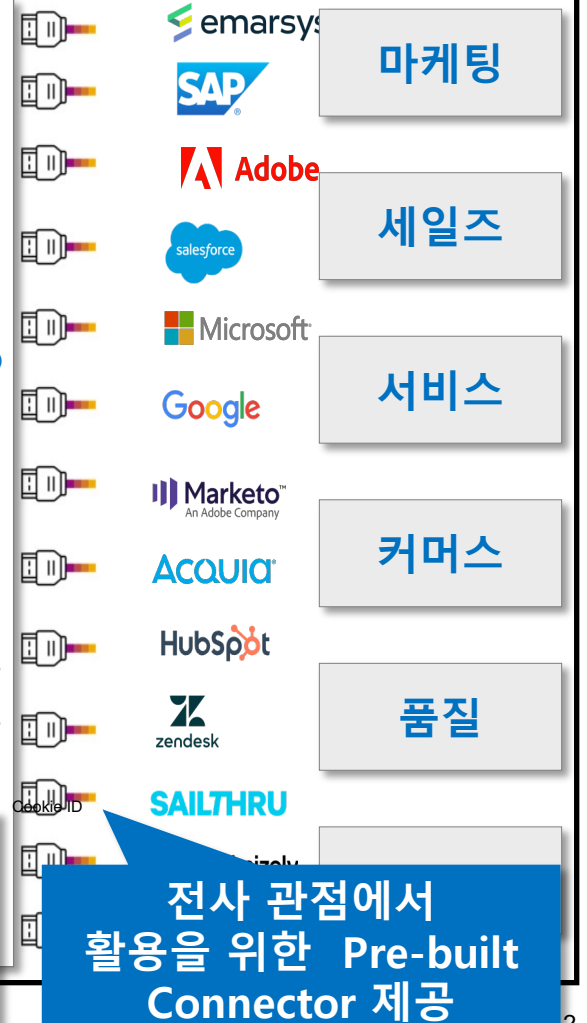 emarsys
마케팅
SAP
Adobe
세일즈
salesforce
Microsoft
Google
서비스
Marketo™
An Adobe Company
커머스
ACQUIA
HubSpot
품질
zendesk
SAILTHRU
Cookie ID
전사 관점에서
활용을 위한 Pre-built
Connector 제공
2